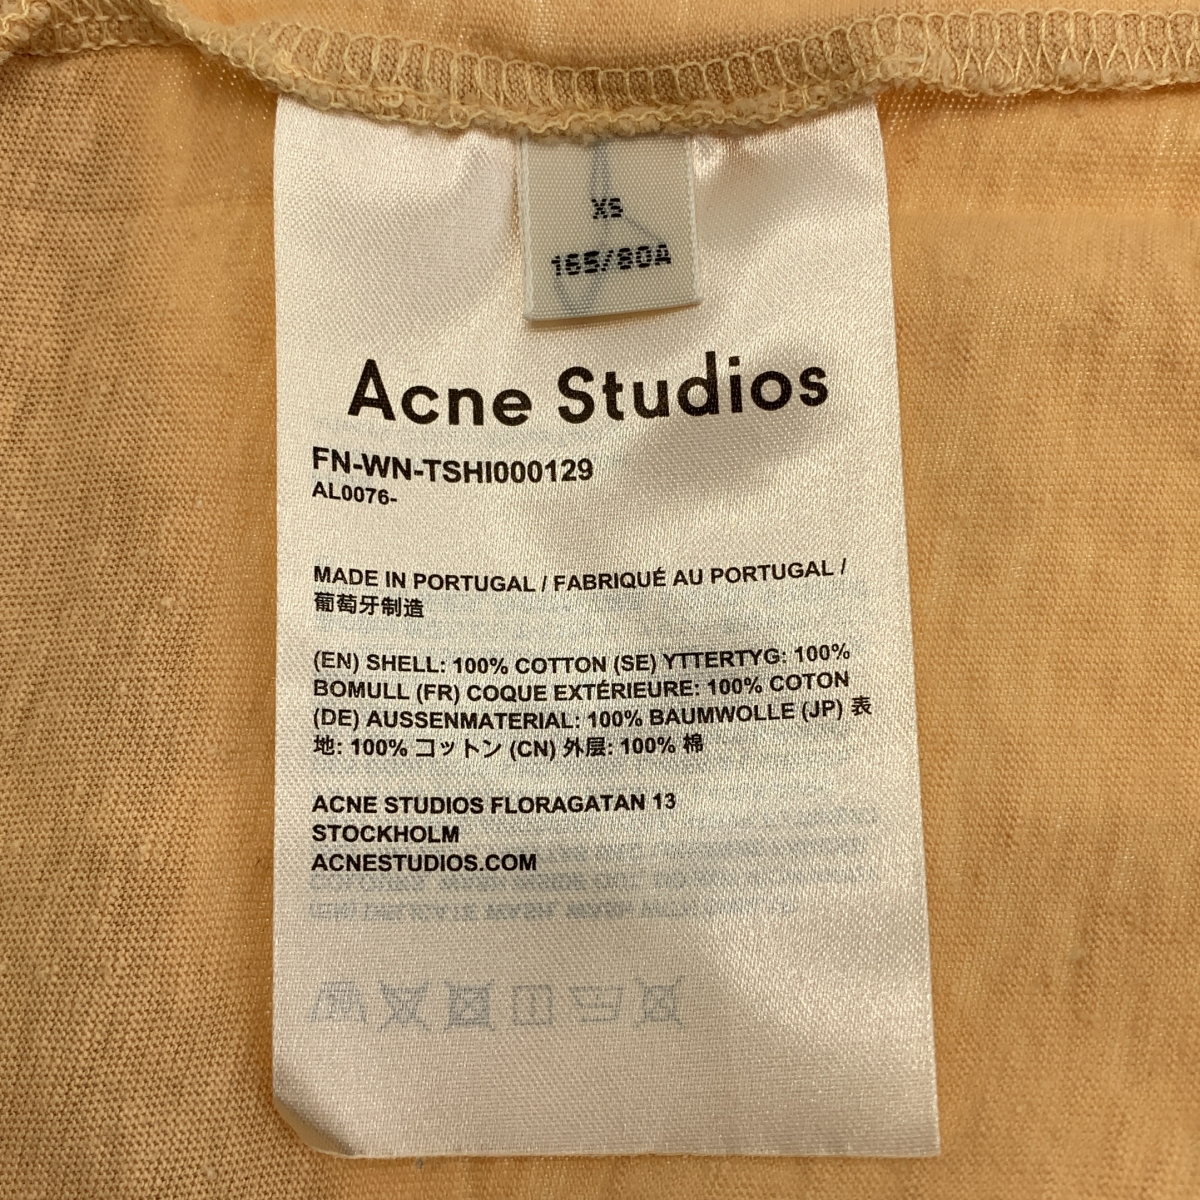 XS
165/80A
Acne Studios
FN-WN-TSHI000129
AL0076-
MADE IN PORTUGAL / FABRIQUÉ AU PORTUGAL /
葡萄牙制造
(EN) SHELL: 100% COTTON (SE) YTTERTYG: 100%
BOMULL (FR) COQUE EXTÉRIEURE: 100% COTON
(DE) AUSSENMATERIAL: 100% BAUMWOLLE (JP) 表
地: 100% コットン (CN) 外层: 100% 棉
ACNE STUDIOS FLORAGATAN 13
STOCKHOLM
ACNESTUDIOS.COM